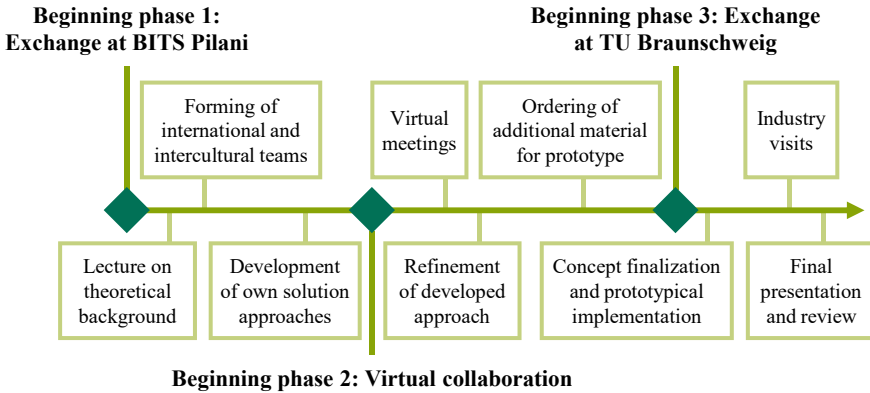 Beginning phase 1:
Exchange at BITS Pilani
Beginning phase 3: Exchange
at TU Braunschweig
Forming of
international and
intercultural teams
Virtual
meetings
Ordering of
additional material
for prototype
Industry
visits
Lecture on
theoretical
background
Development
of own solution
approaches
Refinement
of developed
approach
Concept finalization
and prototypical
implementation
Final
presentation
and review
Beginning phase 2: Virtual collaboration